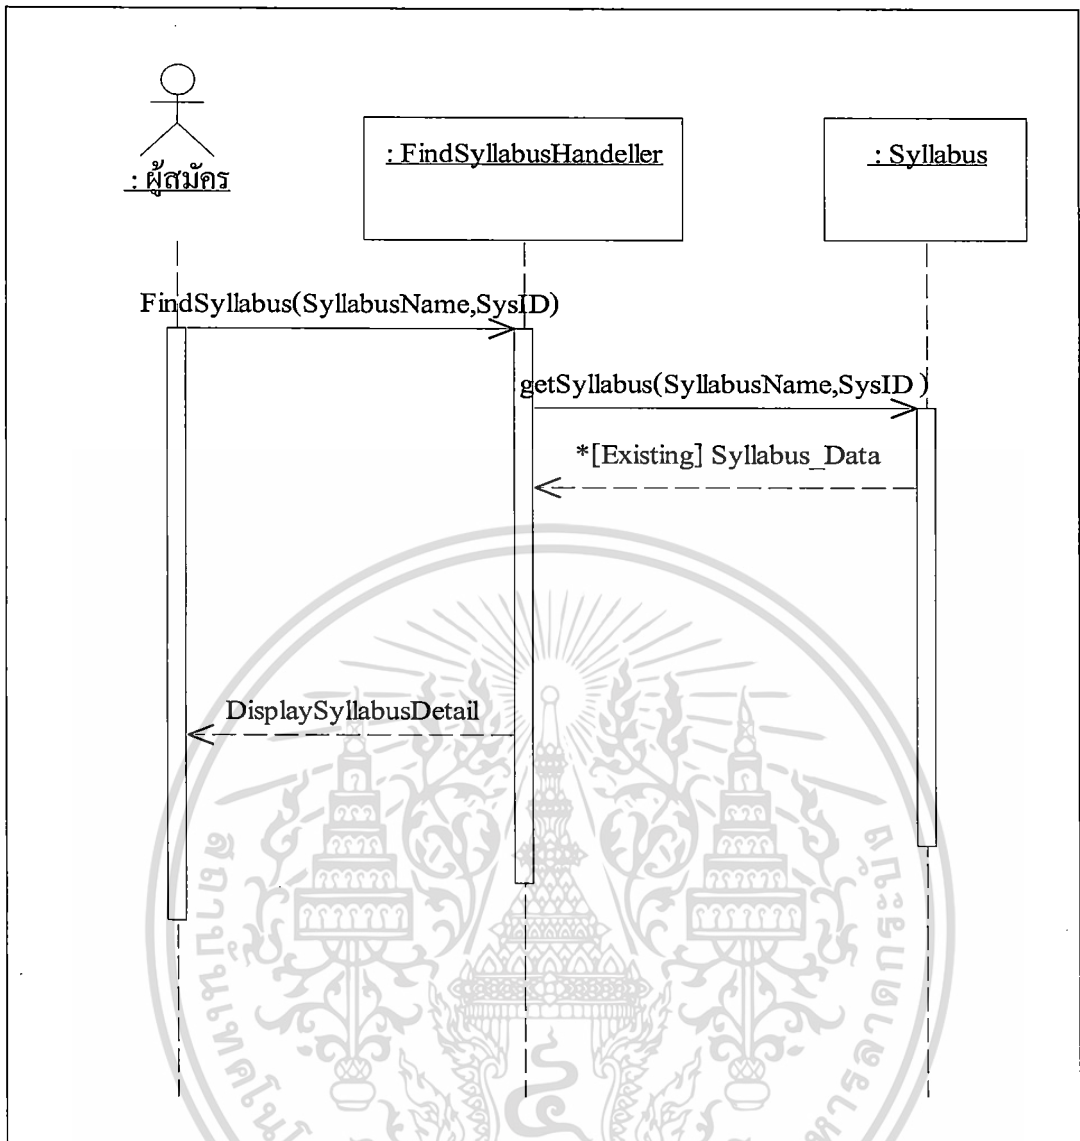 : ผู้สมัคร
: FindSyllabusHandeller
: Syllabus
FindSyllabus(SyllabusName,SysID)
getSyllabus(SyllabusName,SysID )
*[Existing] Syllabus_Data
DisplaySyllabusDetail